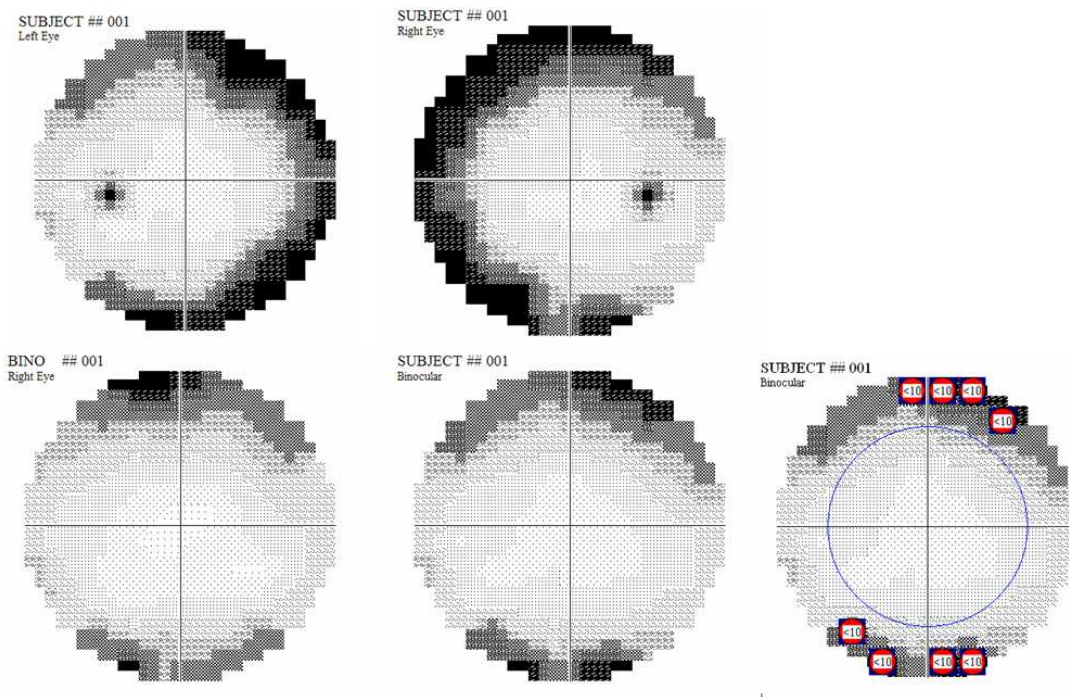 SUBJECT ## 001
Left Eye
SUBJECT ## 001
Right Eye
BINO ## 001
Right Eye
SUBJECT ## 001
Binocular
SUBJECT ## 001
Binocular
<10 <10 <10
<10
<10
<10 <10 <10